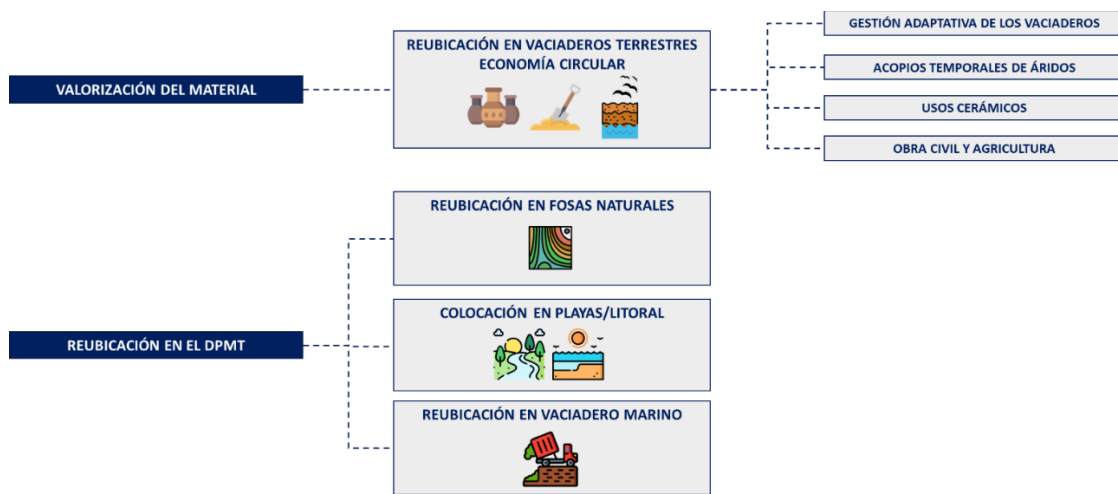 VALORIZACIÓN DEL MATERIAL
REUBICACIÓN EN VACIADEROS TERRESTRES
ECONOMÍA CIRCULAR
GESTIÓN ADAPTATIVA DE LOS VACIADEROS
ACOPIOS TEMPORALES DE ÁRIDOS
USOS CERÁMICOS
OBRA CIVIL Y AGRICULTURA
REUBICACIÓN EN EL DPMT
REUBICACIÓN EN FOSAS NATURALES
COLOCACIÓN EN PLAYAS/LITORAL
REUBICACIÓN EN VACIADERO MARINO